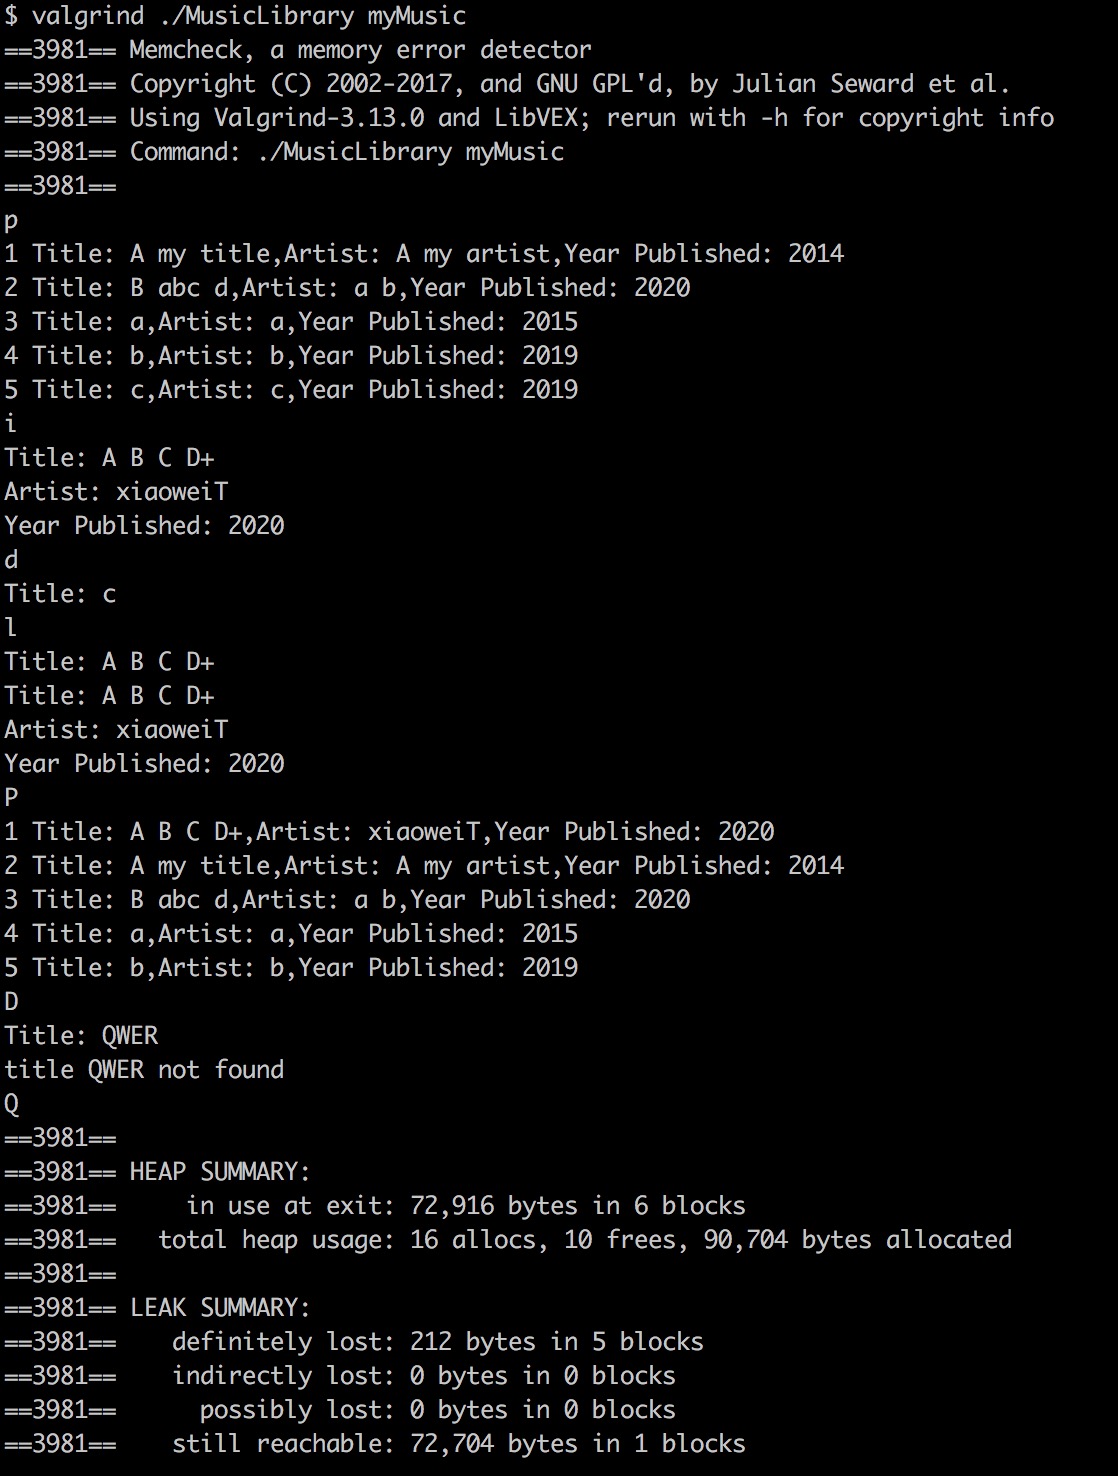 $ valgrind ./MusicLibrary myMusic
==3981== Memcheck, a memory error detector
==3981== Copyright (C) 2002-2017, and GNU GPL'd, by Julian Seward et al.
==3981== Using Valgrind-3.13.0 and LibVEX; rerun with -h for copyright info
==3981== Command: ./MusicLibrary myMusic
==3981==
p
1 Title: A my title,Artist: A my artist,Year Published: 2014
2 Title: B abc d,Artist: a b,Year Published: 2020
3 Title: a,Artist: a,Year Published: 2015
4 Title: b,Artist: b,Year Published: 2019
5 Title: c,Artist: c,Year Published: 2019
i
Title: A B C D+
Artist: xiaoweiT
Year Published: 2020
d
Title: c
l
Title: A B C D+
Title: A B C D+
Artist: xiaoweiT
Year Published: 2020
P
1 Title: A B C D+,Artist: xiaoweiT,Year Published: 2020
2 Title: A my title,Artist: A my artist,Year Published: 2014
3 Title: B abc d,Artist: a b,Year Published: 2020
4 Title: a,Artist: a,Year Published: 2015
5 Title: b,Artist: b,Year Published: 2019
D
Title: QWER
title QWER not found
Q
==3981==
==3981== HEAP SUMMARY:
==3981==     in use at exit: 72,916 bytes in 6 blocks
==3981==   total heap usage: 16 allocs, 10 frees, 90,704 bytes allocated
==3981==
==3981== LEAK SUMMARY:
==3981==    definitely lost: 212 bytes in 5 blocks
==3981==    indirectly lost: 0 bytes in 0 blocks
==3981==      possibly lost: 0 bytes in 0 blocks
==3981==    still reachable: 72,704 bytes in 1 blocks